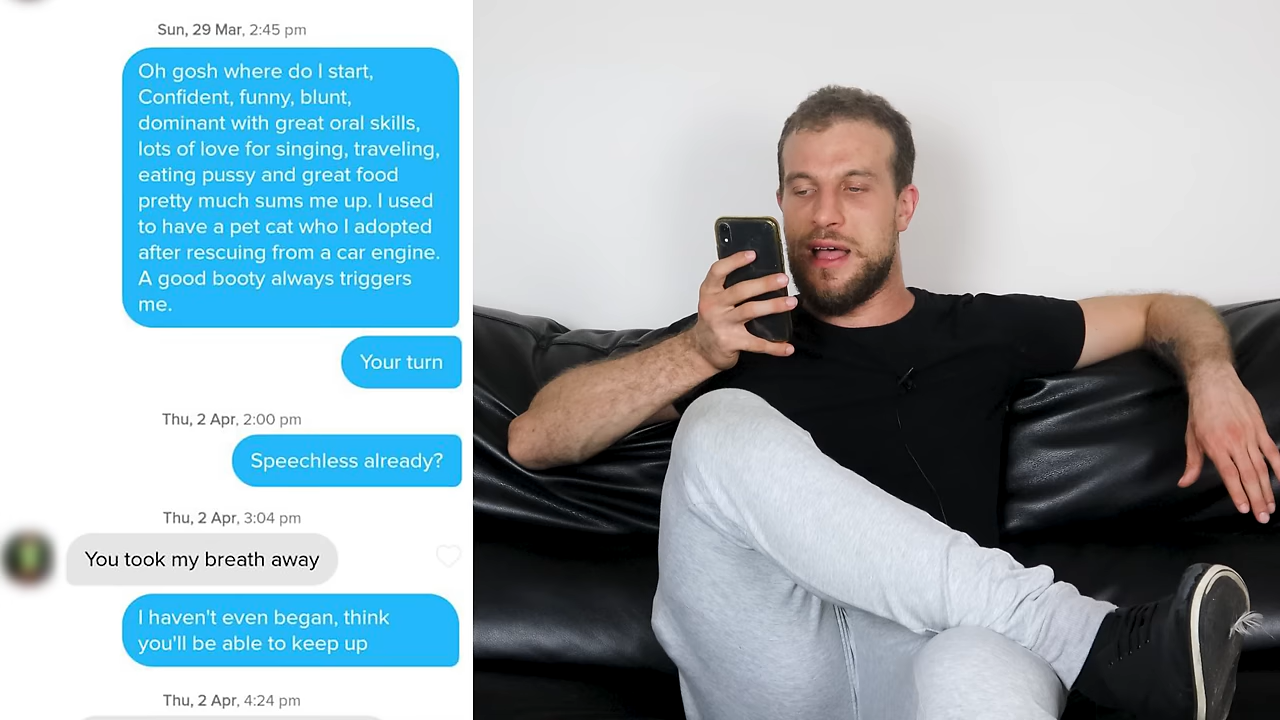 Sun, 29 Mar, 2:45 pm
Oh gosh where do I start,
Confident, funny, blunt,
dominant with great oral skills,
lots of love for singing, traveling,
eating pussy and great food
pretty much sums me up. I used
to have a pet cat who I adopted
after rescuing from a car engine.
A good booty always triggers
me.
Your turn
Thu, 2 Apr, 2:00 pm
Speechless already?
Thu, 2 Apr, 3:04 pm
You took my breath away
I haven't even began, think
you'll be able to keep up
Thu, 2 Apr, 4:24 pm